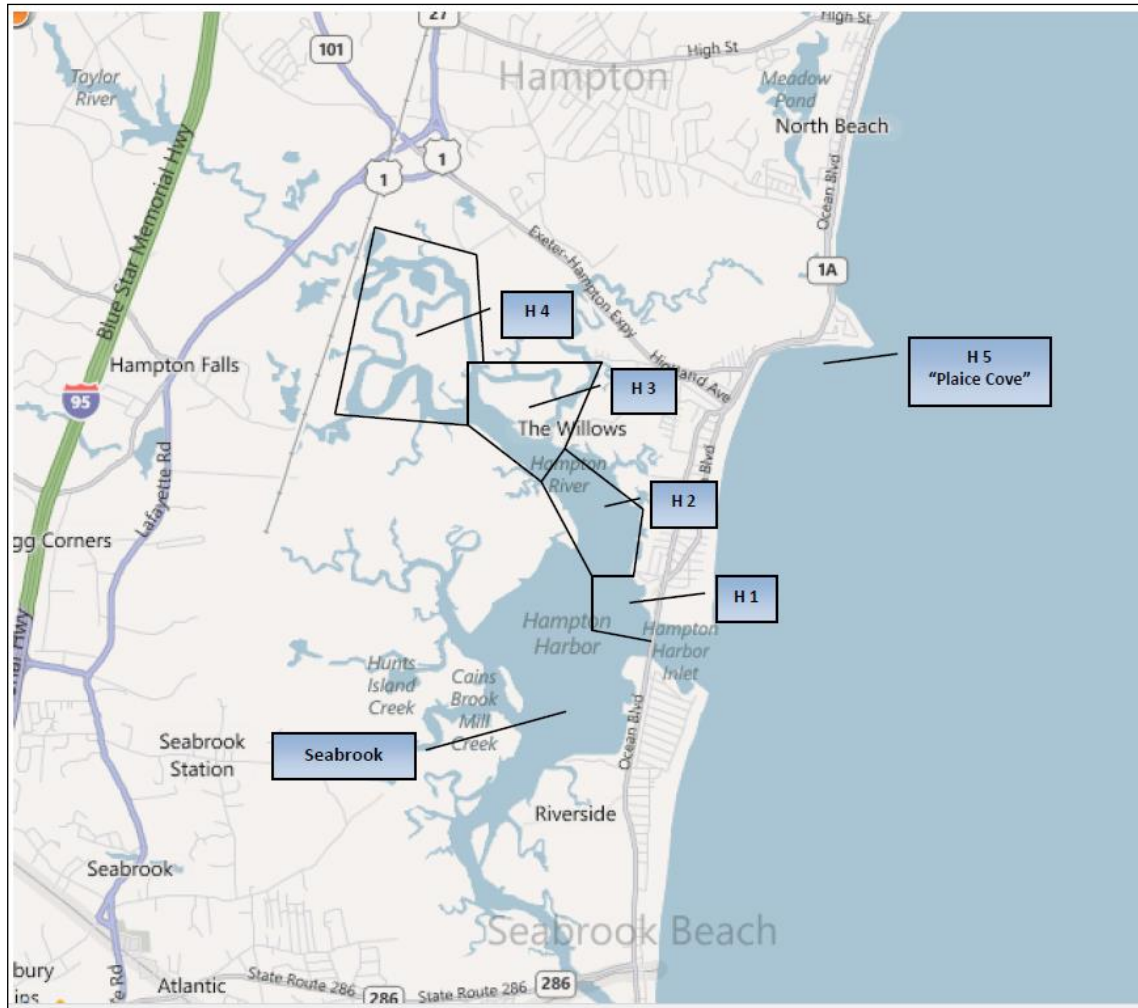 27
High St
High St
101
Hampton
Taylor
River
Meadow
Pond
North Beach
Blue Star Memorial Hwy
1
1
Ocean Blvd
Exeter-Hampton Expy
1A
H 4
Hampton Falls
Highland Ave
H 5
"Plaice Cove"
H 3
95
The Willows
Lafayette Rd
Hampton
River
H 2
gg Corners
H 1
Hampton
Harbor
Hampton
Harbor
Inlet
Hunts
Island
Creek
Cains
Brook
Mill
Creek
Ocean Blvd
Seabrook
Seabrook
Station
Riverside
Seabrook
Seabrook Beach
bury
Atlantic
State Route 286
286
State Route 286
286